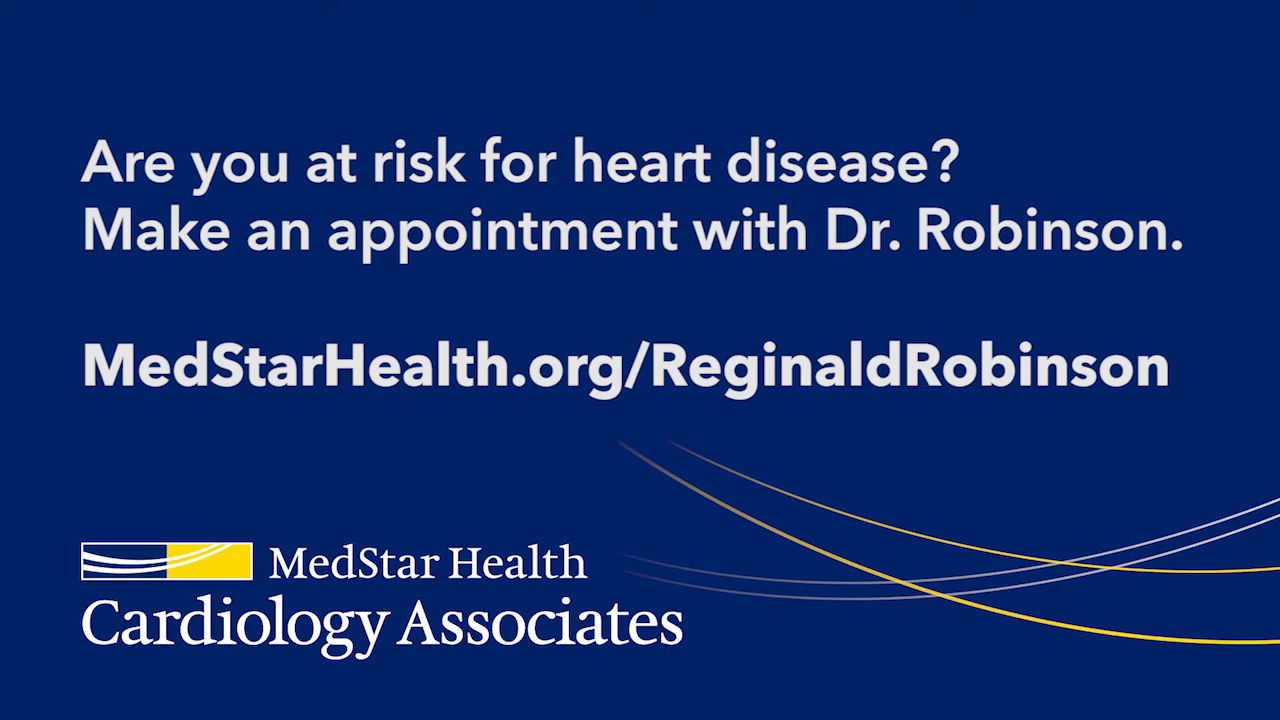 Are you at risk for heart disease?
Make an appointment with Dr. Robinson.
MedStarHealth.org/ReginaldRobinson
MedStar Health
Cardiology Associates